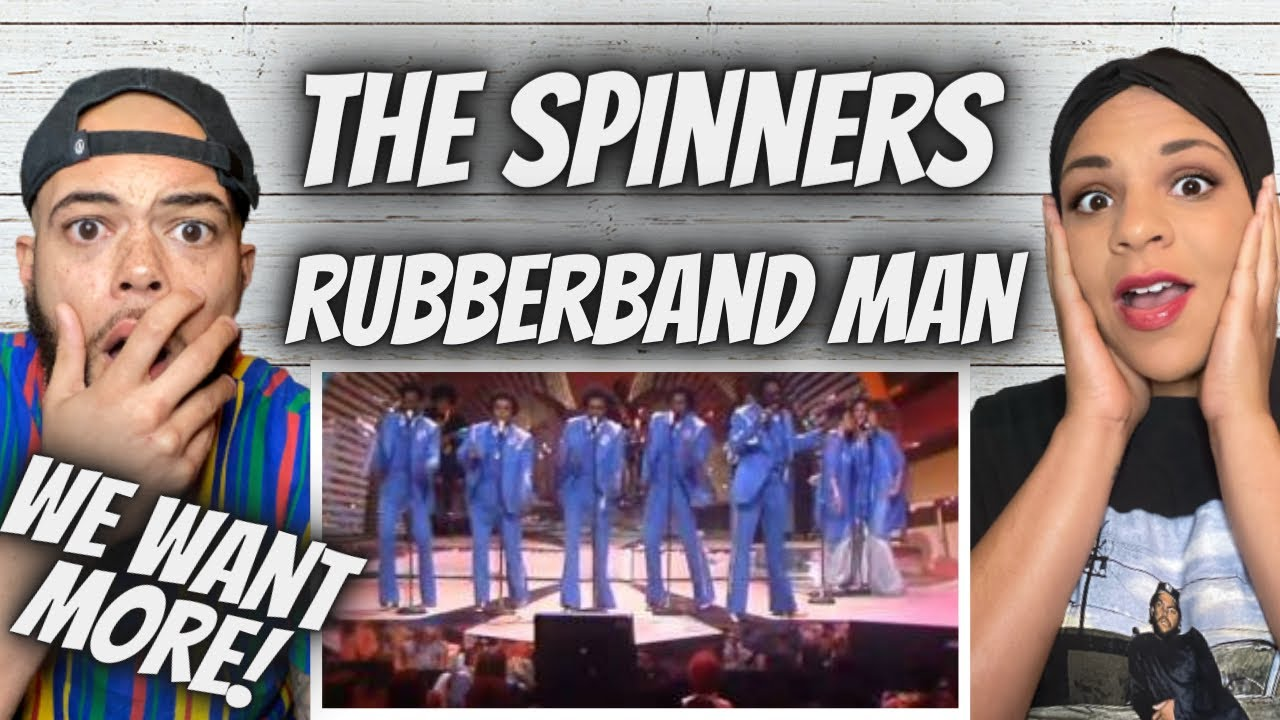 THE SPINNERS
RUBBERBAND MAN
WE WANT
MORE!